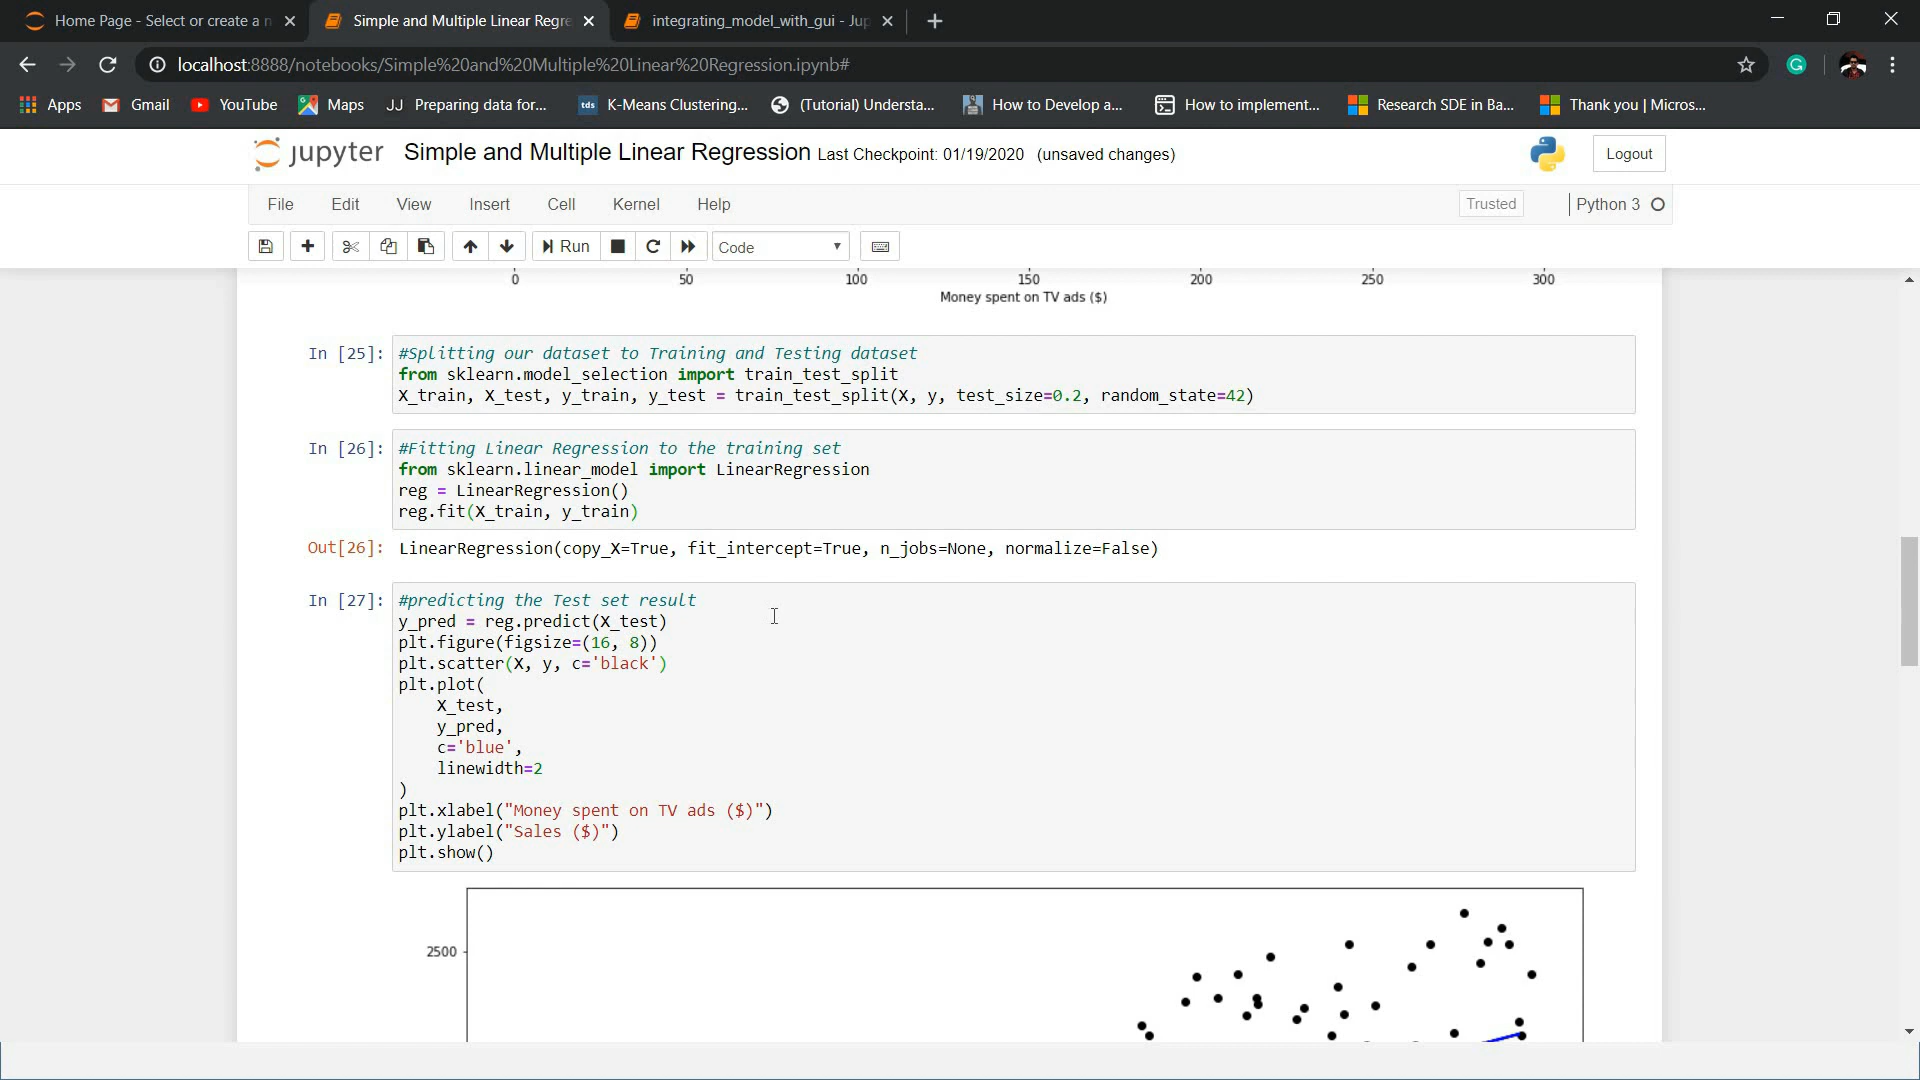 Home Page - Select or create a n
Simple and Multiple Linear Regre
integrating_model_with_gui - Jup
localhost:8888/notebooks/Simple%20and%20Multiple%20Linear%20Regression.ipynb#
Apps Gmail YouTube Maps JJ Preparing data for... tds K-Means Clustering... (Tutorial) Understa... How to Develop a... How to implement... Research SDE in Ba... Thank you | Micros...
jupyter Simple and Multiple Linear Regression Last Checkpoint: 01/19/2020 (unsaved changes) Logout
File Edit View Insert Cell Kernel Help Trusted Python 3
Run Code
0 50 100 150 200 250 300
Money spent on TV ads ($)
In [25]: #Splitting our dataset to Training and Testing dataset
from sklearn.model_selection import train_test_split
X_train, X_test, y_train, y_test = train_test_split(X, y, test_size=0.2, random_state=42)
In [26]: #Fitting Linear Regression to the training set
from sklearn.linear_model import LinearRegression
reg = LinearRegression()
reg.fit(X_train, y_train)
Out[26]: LinearRegression(copy_X=True, fit_intercept=True, n_jobs=None, normalize=False)
In [27]: #predicting the Test set result
y_pred = reg.predict(X_test)
plt.figure(figsize=(16, 8))
plt.scatter(X, y, c='black')
plt.plot(
X_test,
y_pred,
c='blue',
linewidth=2
)
plt.xlabel("Money spent on TV ads ($)")
plt.ylabel("Sales ($)")
plt.show()
2500